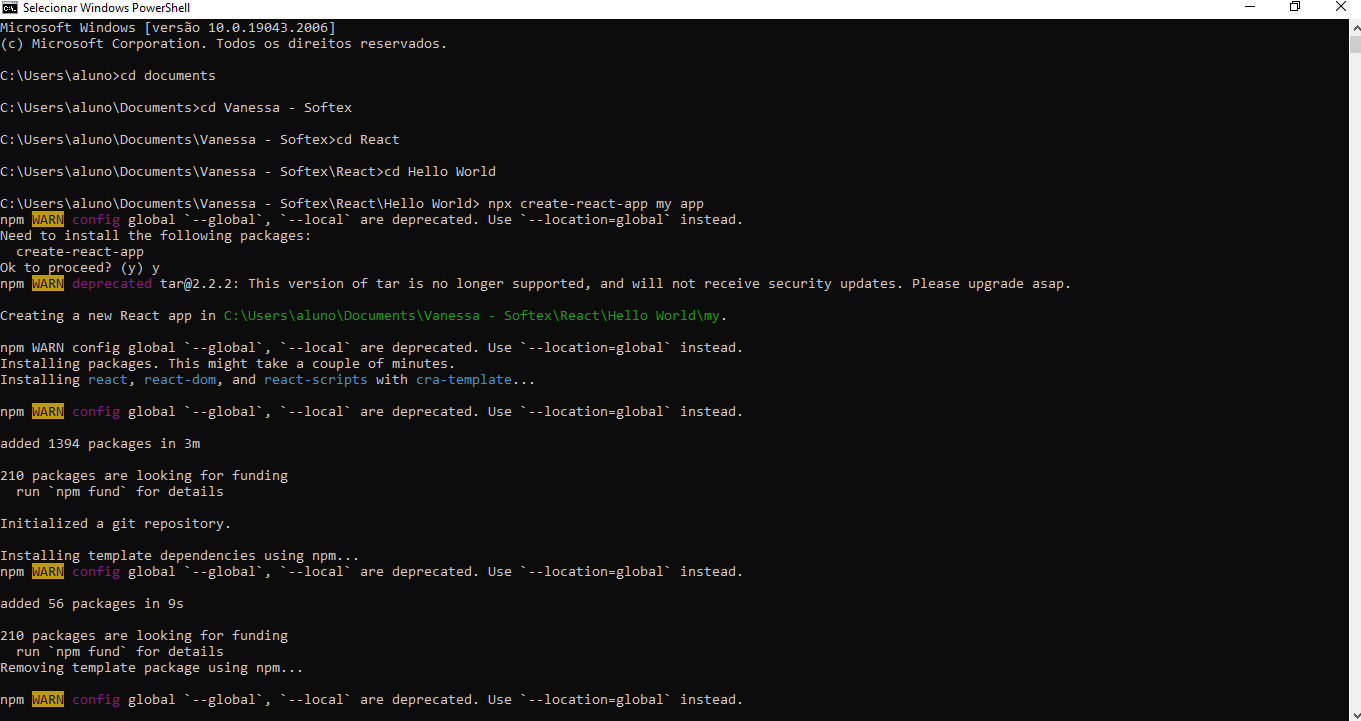 Selecionar Windows PowerShell
Microsoft Windows [versão 10.0.19043.2006]
(c) Microsoft Corporation. Todos os direitos reservados.
C:\Users\aluno>cd documents
C:\Users\aluno\Documents>cd Vanessa - Softex
C:\Users\aluno\Documents\Vanessa - Softex>cd React
C:\Users\aluno\Documents\Vanessa - Softex\React>cd Hello World
C:\Users\aluno\Documents\Vanessa - Softex\React\Hello World> npx create-react-app my app
npm WARN config global `--global`, `--local` are deprecated. Use `--location=global` instead.
Need to install the following packages:
  create-react-app
Ok to proceed? (y) y
npm WARN deprecated tar@2.2.2: This version of tar is no longer supported, and will not receive security updates. Please upgrade asap.
Creating a new React app in C:\Users\aluno\Documents\Vanessa - Softex\React\Hello World\my.
npm WARN config global `--global`, `--local` are deprecated. Use `--location=global` instead.
Installing packages. This might take a couple of minutes.
Installing react, react-dom, and react-scripts with cra-template...
npm WARN config global `--global`, `--local` are deprecated. Use `--location=global` instead.
added 1394 packages in 3m
210 packages are looking for funding
  run `npm fund` for details
Initialized a git repository.
Installing template dependencies using npm...
npm WARN config global `--global`, `--local` are deprecated. Use `--location=global` instead.
added 56 packages in 9s
210 packages are looking for funding
  run `npm fund` for details
Removing template package using npm...
npm WARN config global `--global`, `--local` are deprecated. Use `--location=global` instead.